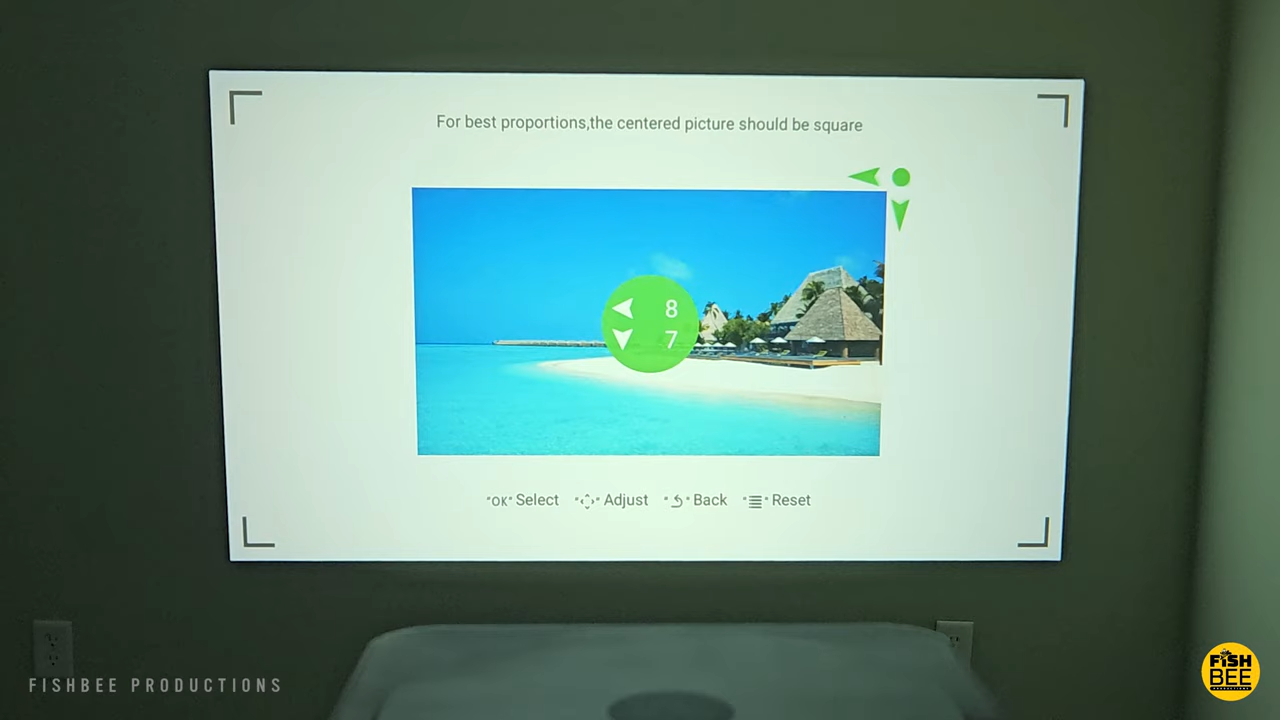 For best proportions,the centered picture should be square
8
7
"OK" Select " " Adjust " " Back " " Reset
FISHBEE PRODUCTIONS
FISH
BEE
PRODUCTIONS